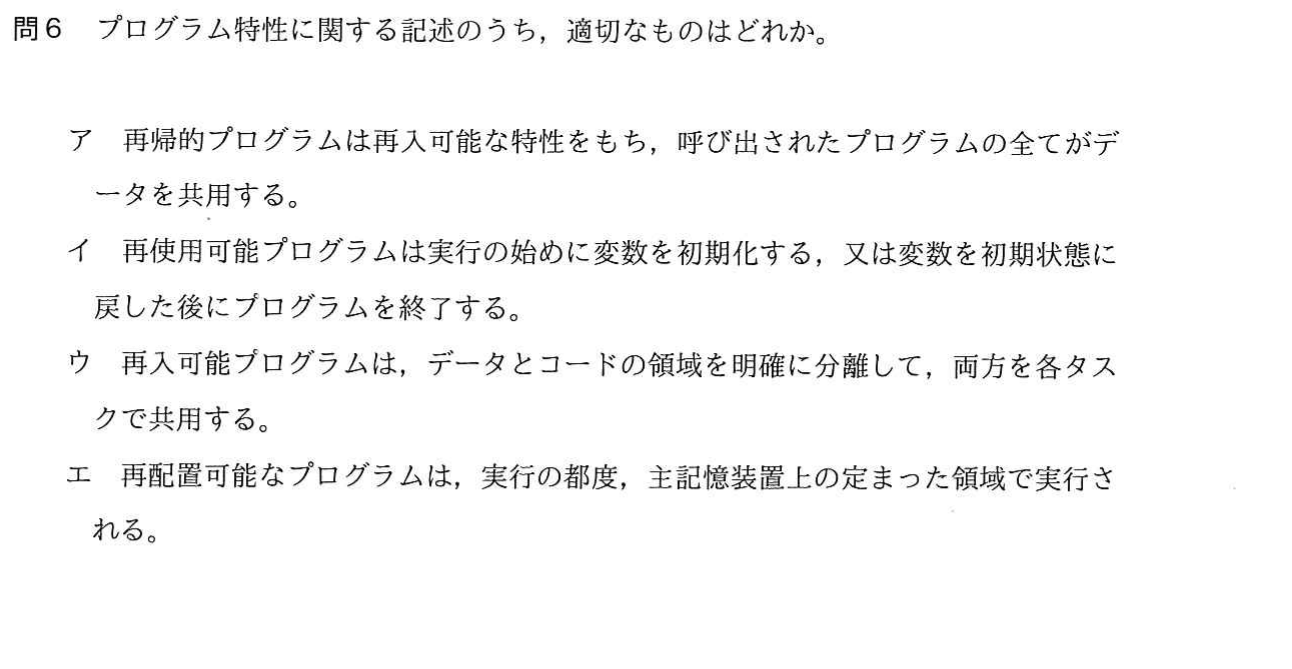 問6　プログラム特性に関する記述のうち，適切なものはどれか。
ア　再帰的プログラムは再入可能な特性をもち，呼び出されたプログラムの全てがデ
ータを共用する。
イ　再使用可能プログラムは実行の始めに変数を初期化する，又は変数を初期状態に
戻した後にプログラムを終了する。
ウ　再入可能プログラムは，データとコードの領域を明確に分離して，両方を各タス
クで共用する。
エ　再配置可能なプログラムは，実行の都度，主記憶装置上の定まった領域で実行さ
れる。